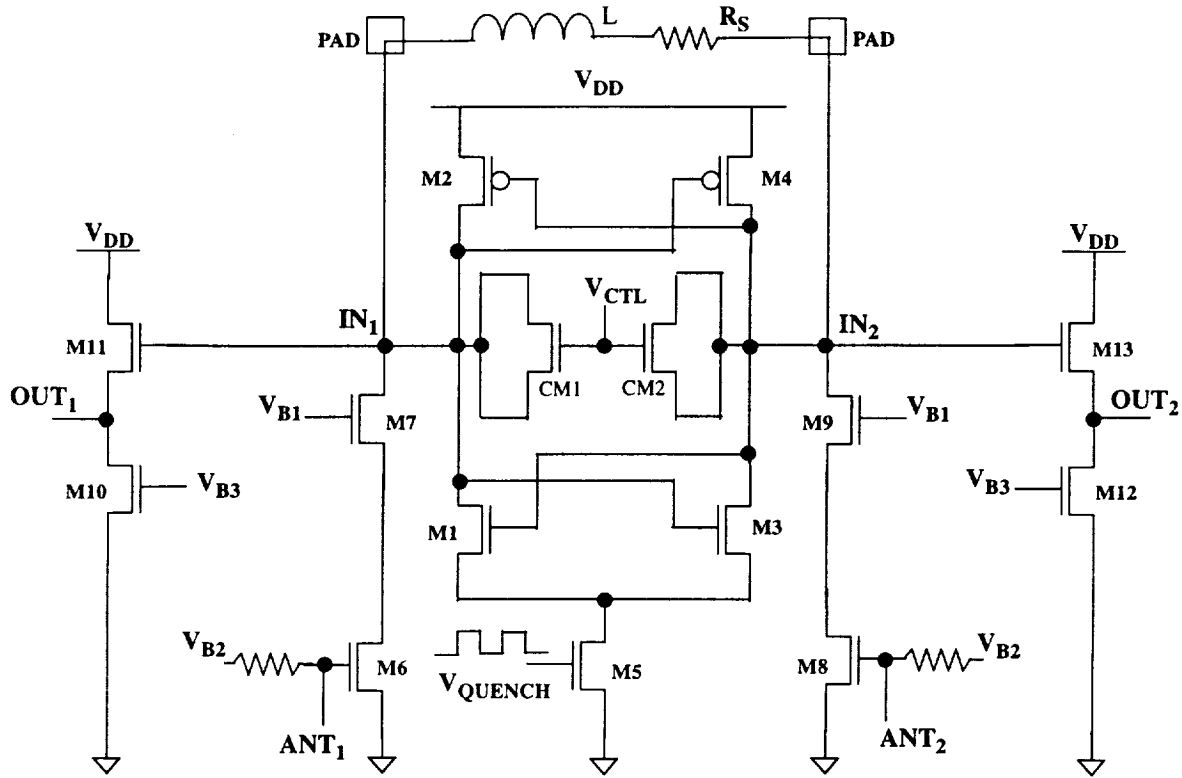 PAD L R_S PAD
V_DD
M2 M4
V_DD V_DD
V_CTL
IN_1 IN_2
M11 M13
CM1 CM2
OUT_1 V_B1 M7 M9 V_B1 OUT_2
M10 V_B3 V_B3 M12
M1 M3
V_B2 V_B2
M6 V_QUENCH M5 M8
ANT_1 ANT_2